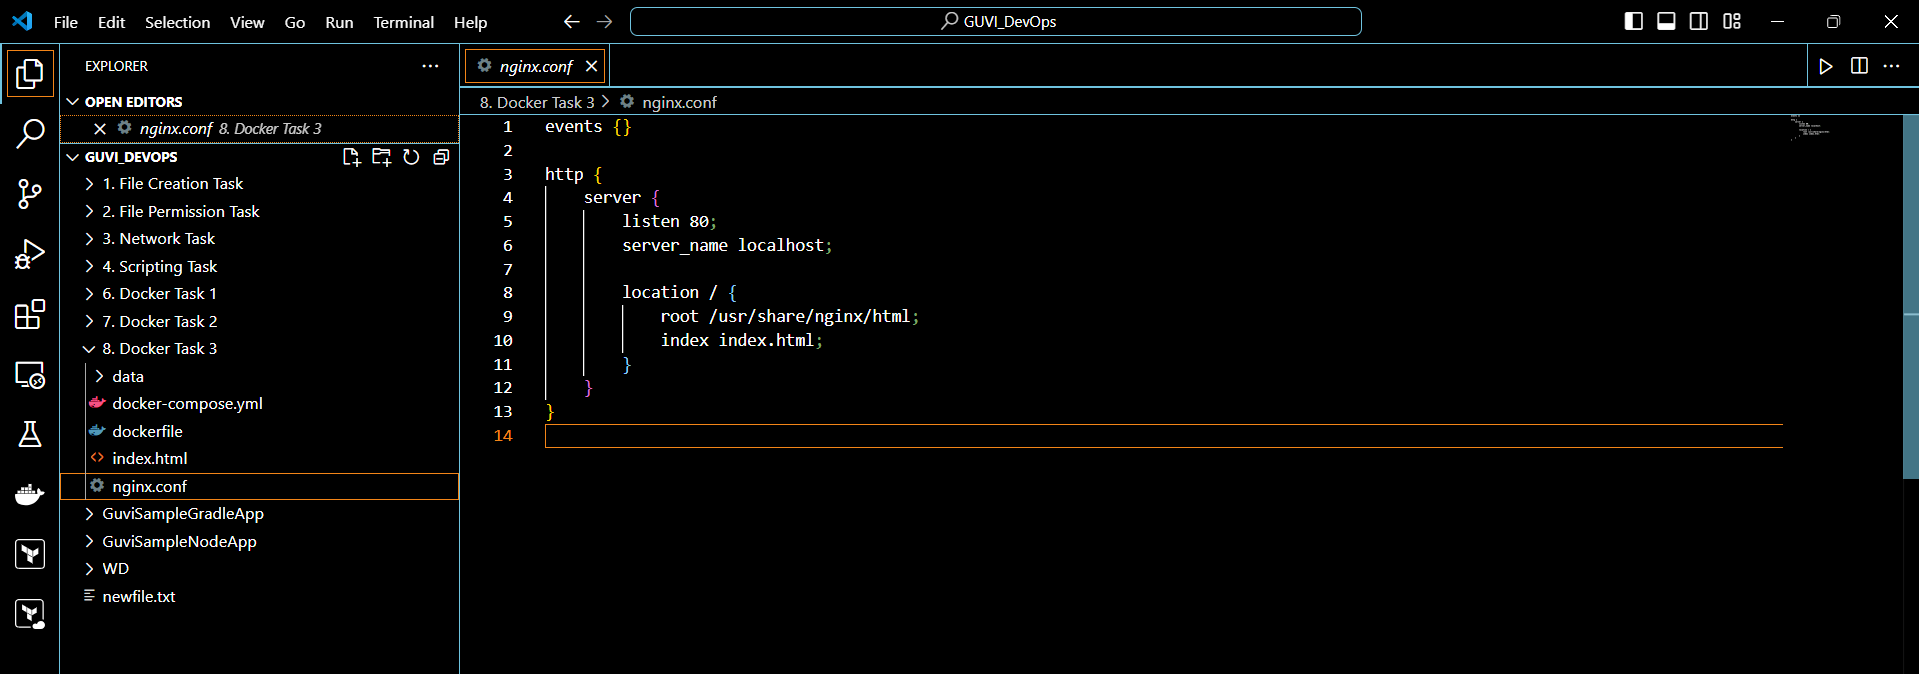 File Edit Selection View Go Run Terminal Help GUVI_DevOps
EXPLORER
OPEN EDITORS
nginx.conf 8. Docker Task 3
GUVI_DEVOPS
1. File Creation Task
2. File Permission Task
3. Network Task
4. Scripting Task
6. Docker Task 1
7. Docker Task 2
8. Docker Task 3
data
docker-compose.yml
dockerfile
index.html
nginx.conf
GuviSampleGradleApp
GuviSampleNodeApp
WD
newfile.txt
nginx.conf
8. Docker Task 3 > nginx.conf
1 events {}
2
3 http {
4 server {
5 listen 80;
6 server_name localhost;
7
8 location / {
9 root /usr/share/nginx/html;
10 index index.html;
11 }
12 }
13 }
14